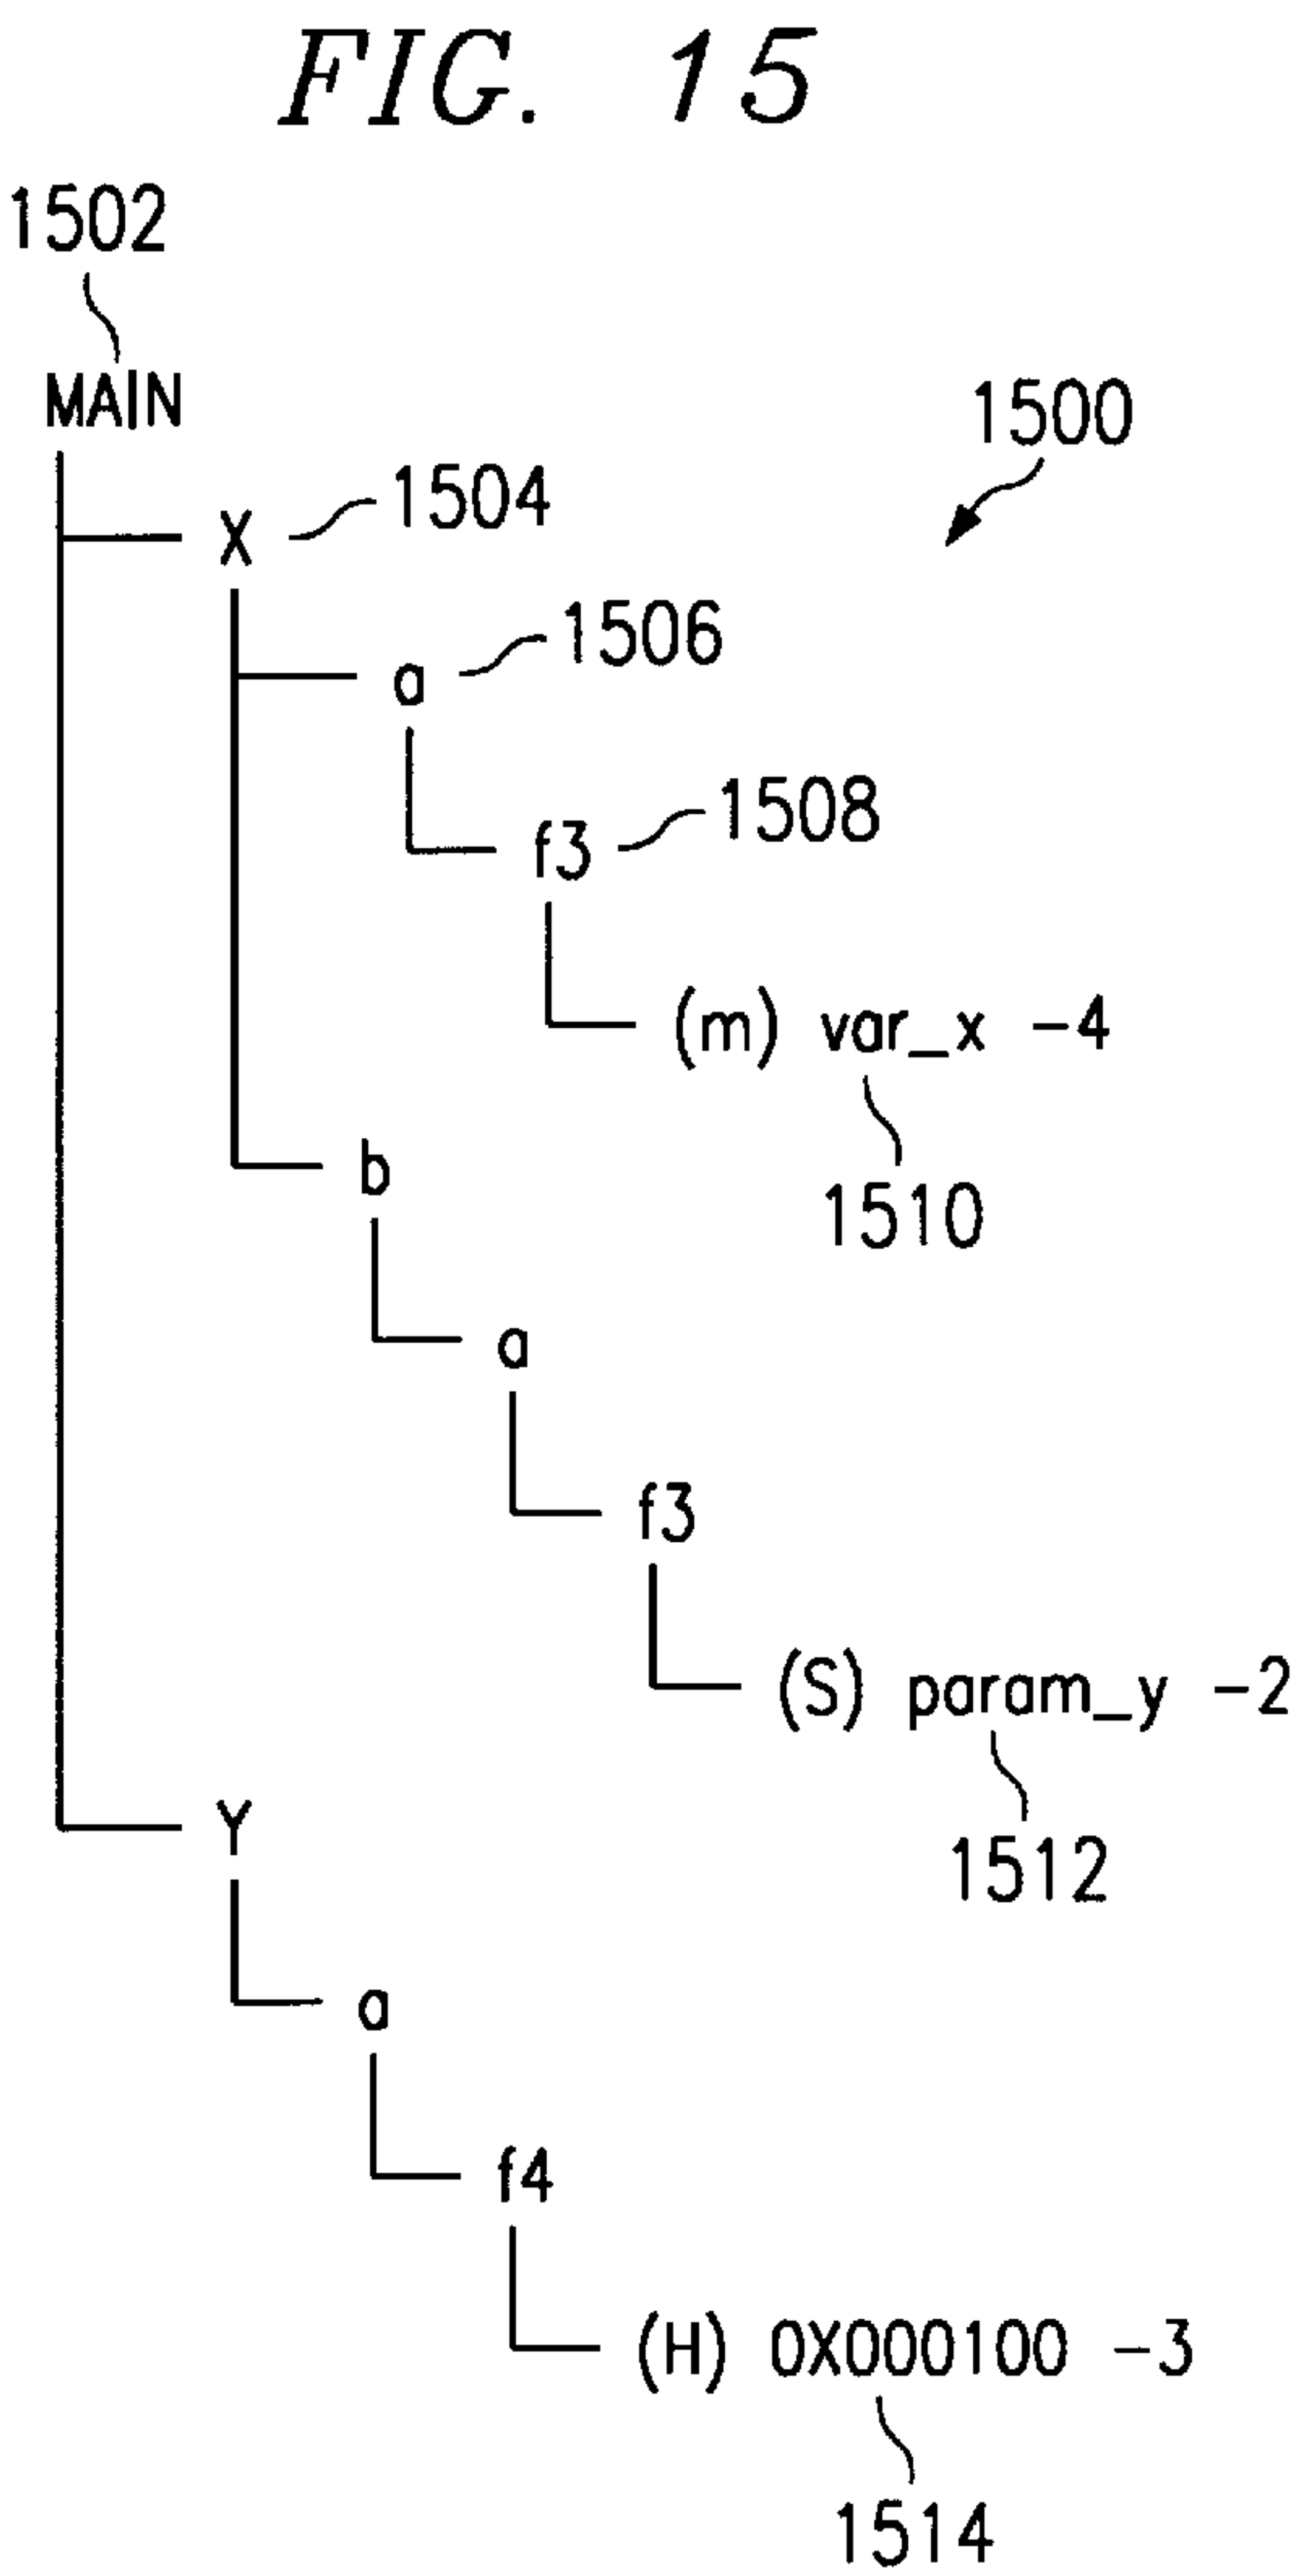 FIG. 15
1502
MAIN
1500
X 1504
a 1506
f3 1508
(m) var_x -4
1510
b
a
f3
(S) param_y -2
1512
Y
a
f4
(H) 0X000100 -3
1514